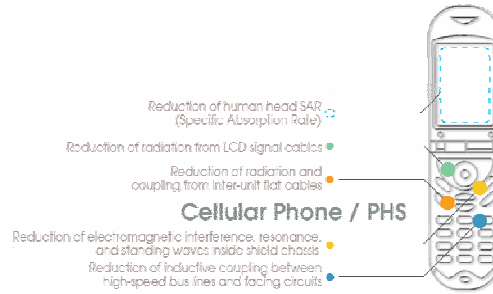 Reduction of human head SAR
(Specific Absorption Rate)
Reduction of radiation from LCD signal cables
Reduction of radiation and
coupling from inter-unit flat cables
Cellular Phone / PHS
Reduction of electromagnetic interference, resonance,
and standing waves inside shield chassis
Reduction of inductive coupling between
high-speed bus lines and facing circuits